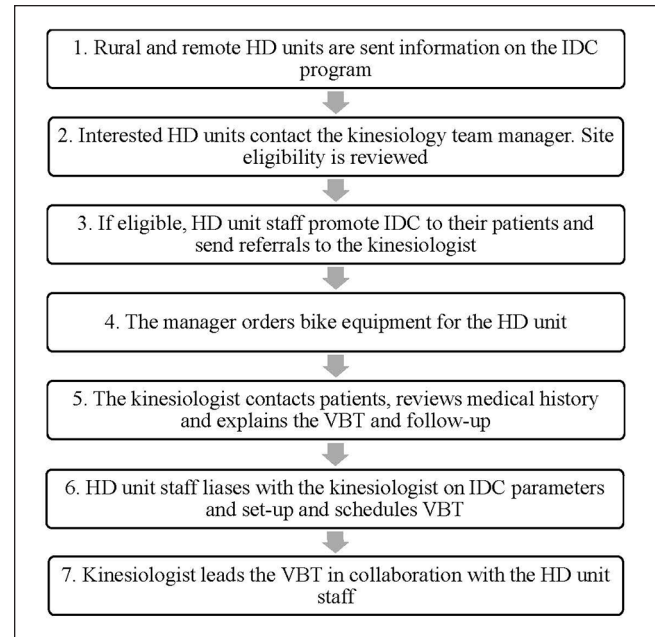 1. Rural and remote HD units are sent information on the IDC
program
2. Interested HD units contact the kinesiology team manager. Site
eligibility is reviewed
3. If eligible, HD unit staff promote IDC to their patients and
send referrals to the kinesiologist
4. The manager orders bike equipment for the HD unit
5. The kinesiologist contacts patients, reviews medical history
and explains the VBT and follow-up
6. HD unit staff liases with the kinesiologist on IDC parameters
and set-up and schedules VBT
7. Kinesiologist leads the VBT in collaboration with the HD unit
staff